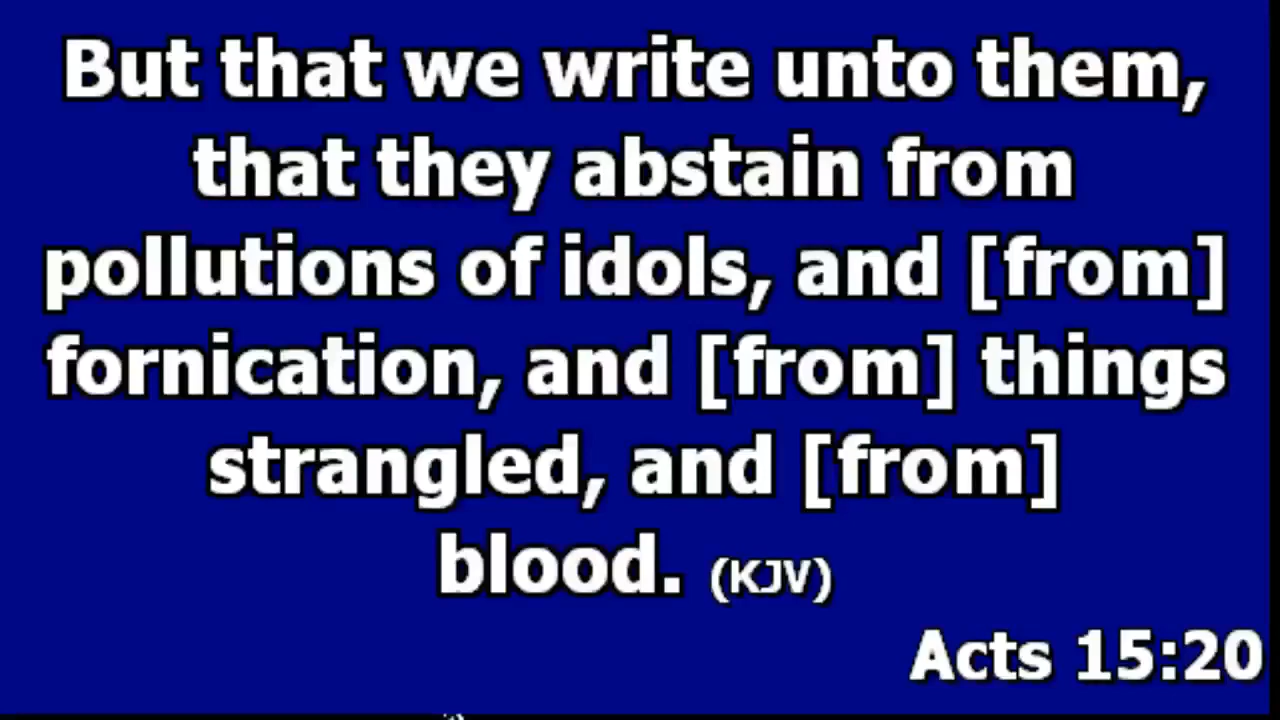 But that we write unto them,
that they abstain from
pollutions of idols, and [from]
fornication, and [from] things
strangled, and [from]
blood. (KJV)
Acts 15:20